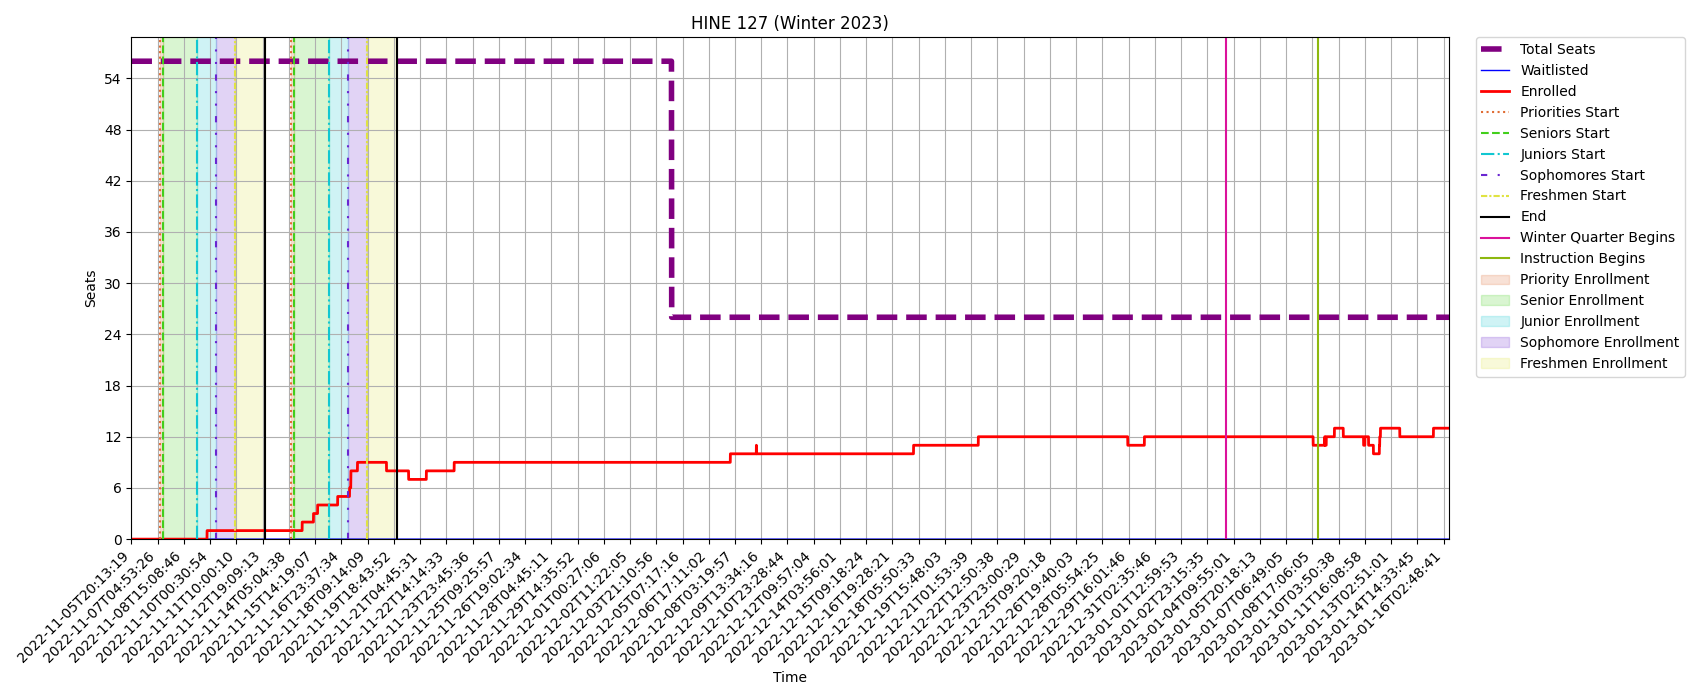 HINE 127 (Winter 2023)
Seats
54
48
42
36
30
24
18
12
6
0
2022-11-05T20:13:19
2022-11-07T04:53:26
2022-11-08T15:08:46
2022-11-10T00:30:54
2022-11-11T10:00:10
2022-11-12T19:09:13
2022-11-14T05:04:38
2022-11-15T14:19:07
2022-11-16T23:37:34
2022-11-18T09:14:09
2022-11-19T18:43:52
2022-11-21T04:45:31
2022-11-22T14:14:33
2022-11-23T23:45:36
2022-11-25T09:25:57
2022-11-26T19:02:34
2022-11-28T04:45:11
2022-11-29T14:35:52
2022-12-01T00:27:06
2022-12-02T11:22:05
2022-12-03T21:10:56
2022-12-05T07:17:16
2022-12-06T17:11:02
2022-12-08T03:19:57
2022-12-09T13:34:16
2022-12-10T23:28:44
2022-12-12T09:57:04
2022-12-14T03:56:01
2022-12-15T09:18:24
2022-12-16T19:28:21
2022-12-18T05:50:33
2022-12-19T15:48:03
2022-12-21T01:53:39
2022-12-22T12:50:38
2022-12-23T23:00:29
2022-12-25T09:20:18
2022-12-26T19:40:03
2022-12-28T05:54:25
2022-12-29T16:01:46
2022-12-31T02:35:46
2023-01-01T12:59:53
2023-01-02T23:15:35
2023-01-04T09:55:01
2023-01-05T20:18:13
2023-01-07T06:49:05
2023-01-08T17:06:05
2023-01-10T03:50:38
2023-01-11T16:08:58
2023-01-13T02:51:01
2023-01-14T14:33:45
2023-01-16T02:48:41
Time
Total Seats
Waitlisted
Enrolled
Priorities Start
Seniors Start
Juniors Start
Sophomores Start
Freshmen Start
End
Winter Quarter Begins
Instruction Begins
Priority Enrollment
Senior Enrollment
Junior Enrollment
Sophomore Enrollment
Freshmen Enrollment